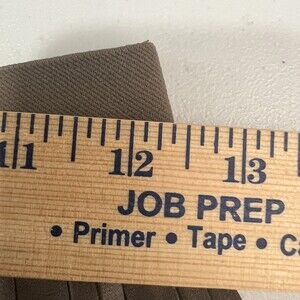 11 12 13
JOB PREP
• Primer • Tape •